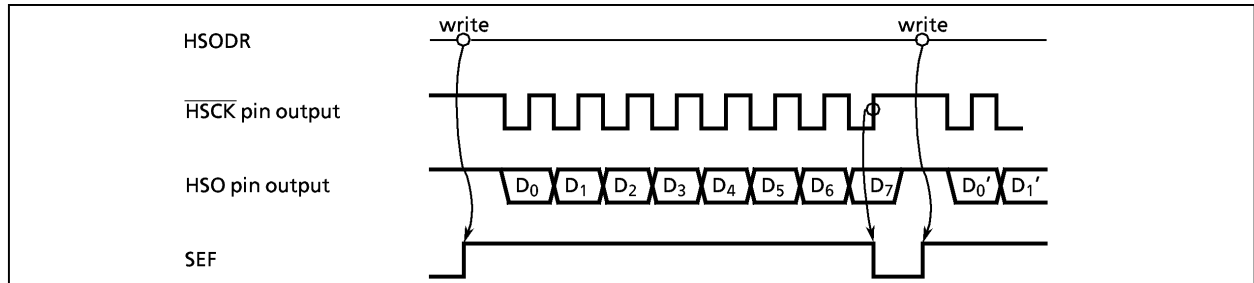 write write
HSODR
H̅S̅C̅K̅ pin output
HSO pin output D₀ D₁ D₂ D₃ D₄ D₅ D₆ D₇ D₀' D₁'
SEF